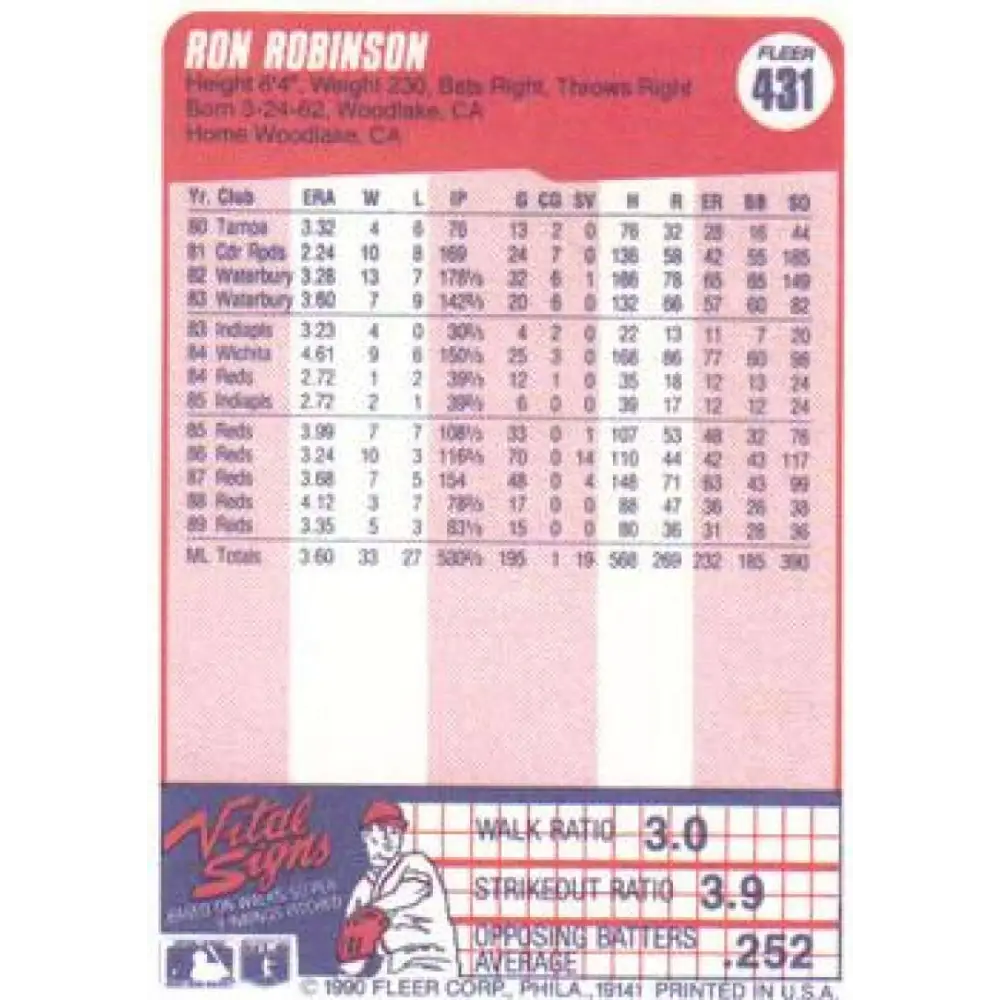 RON ROBINSON
FLEER
431
Height 6'4", Weight 230, Bats Right, Throws Right
Born 3-24-62, Woodlake, CA
Home Woodlake, CA
Yr. Club ERA W L IP G CG SV H R ER BB SO
80 Tampa 3.32 4 6 76 13 2 0 76 32 28 16 44
81 Cdr Rpds 2.24 10 8 169 24 7 0 136 58 42 55 165
82 Waterbury 3.28 13 7 32 6 1 166 78 65 65 149
83 Waterbury 3.60 7 9 142⅔ 20 6 0 132 66 57 60 82
83 Indiapls 3.23 4 0 4 2 0 22 13 11 7 20
84 Wichita 4.61 9 6 25 3 0 166 86 77 60 98
84 Reds 2.72 1 2 39⅔ 12 1 0 35 18 12 13 24
85 Indiapls 2.72 2 1 39⅔ 6 0 0 39 17 12 12 24
85 Reds 3.99 7 7 108⅓ 33 0 1 107 53 48 32 76
86 Reds 3.24 10 3 116⅔ 70 0 14 110 44 42 43 117
87 Reds 3.68 7 5 154 48 0 4 148 71 63 43 99
88 Reds 4.12 3 7 78⅔ 17 0 0 88 47 36 26 38
89 Reds 3.35 5 3 83⅓ 15 0 0 80 36 31 28 36
ML Totals 3.60 33 27 195 1 19 568 269 232 185 390
Vital
Signs
BASED ON WALKS & SO PER
9 INNINGS PITCHED
WALK RATIO 3.0
STRIKEOUT RATIO 3.9
OPPOSING BATTERS
AVERAGE .252
© 1990 FLEER CORP., PHILA., 19141 PRINTED IN U.S.A.